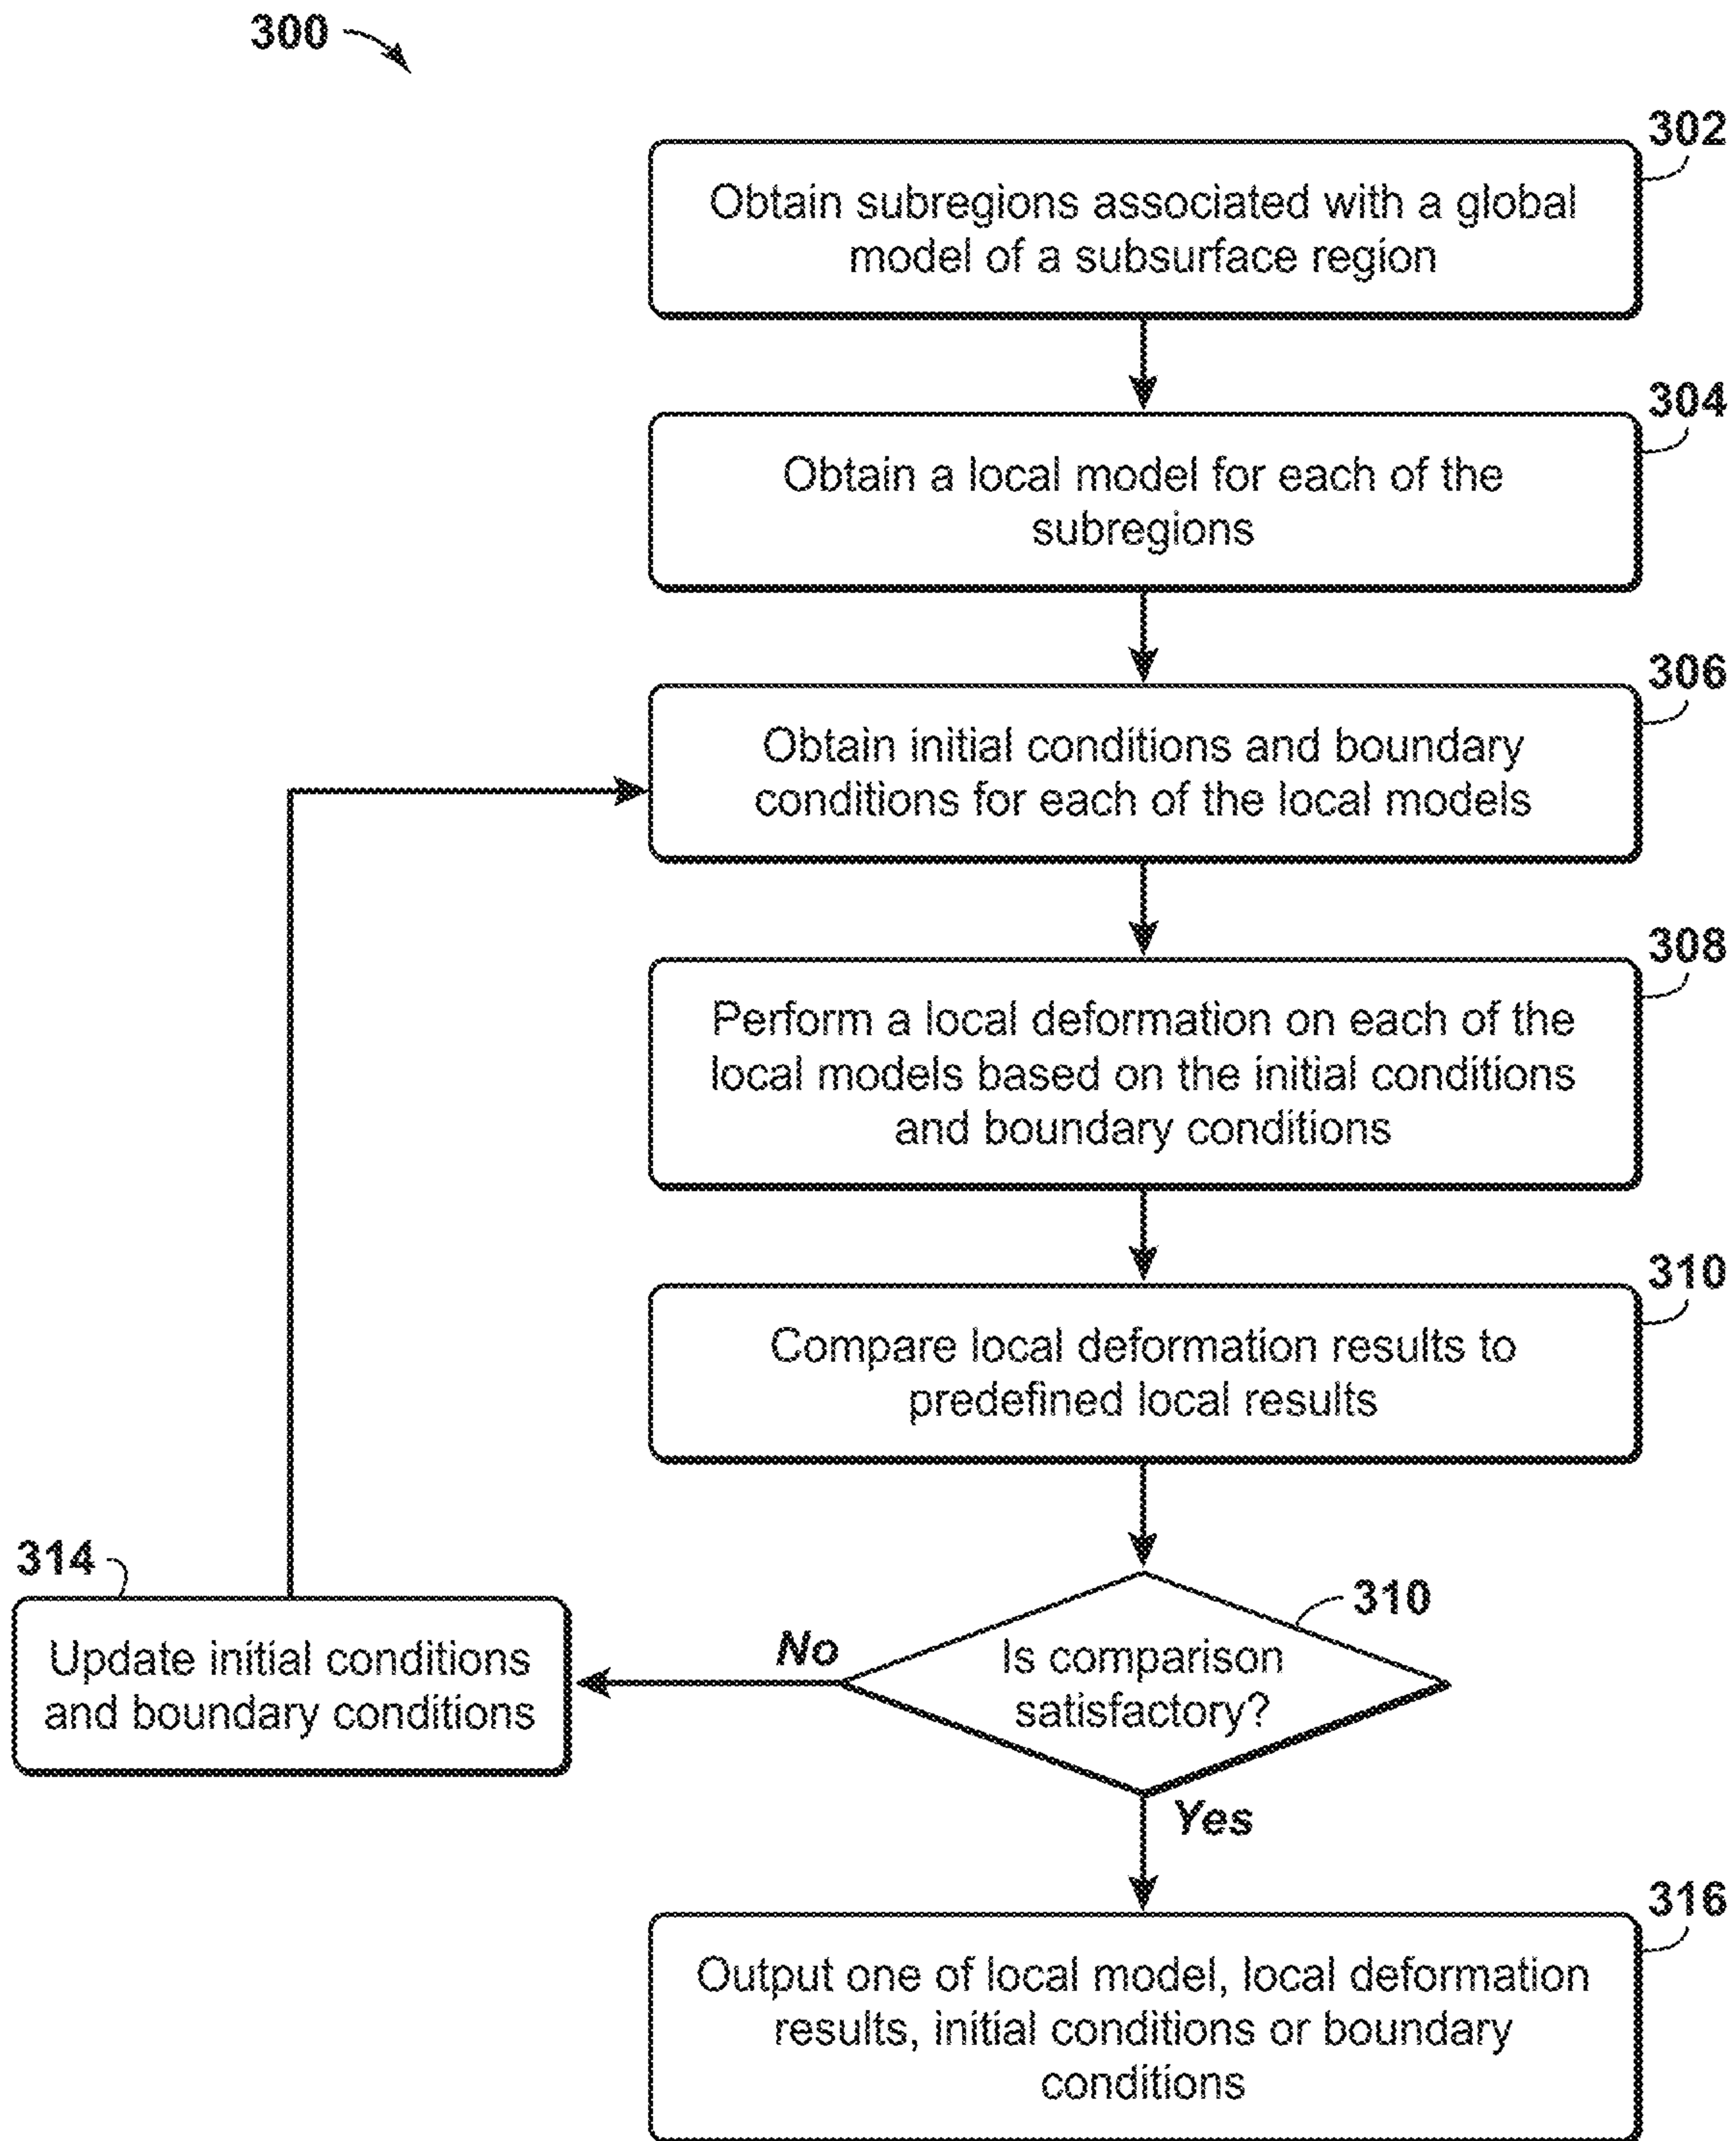 300
302
Obtain subregions associated with a global
model of a subsurface region
304
Obtain a local model for each of the
subregions
306
Obtain initial conditions and boundary
conditions for each of the local models
308
Perform a local deformation on each of the
local models based on the initial conditions
and boundary conditions
310
Compare local deformation results to
predefined local results
314
Update initial conditions
and boundary conditions
No
310
Is comparison
satisfactory?
Yes
316
Output one of local model, local deformation
results, initial conditions or boundary
conditions